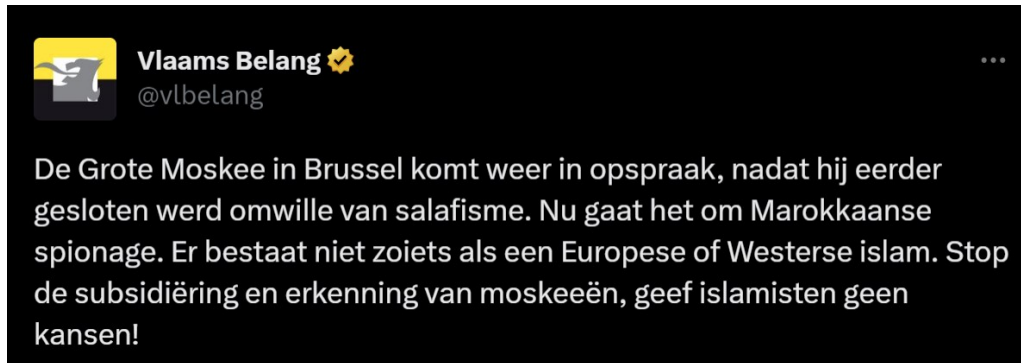 Vlaams Belang
@vlbelang
De Grote Moskee in Brussel komt weer in opspraak, nadat hij eerder
gesloten werd omwille van salafisme. Nu gaat het om Marokkaanse
spionage. Er bestaat niet zoiets als een Europese of Westerse islam. Stop
de subsidiëring en erkenning van moskeeën, geef islamisten geen
kansen!